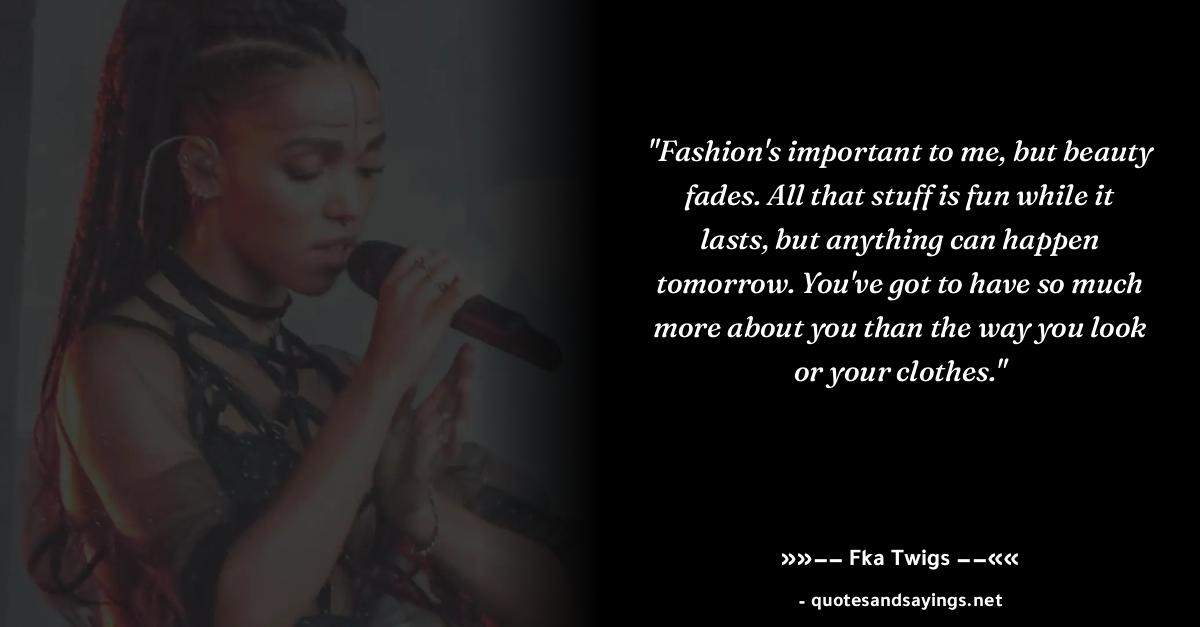 "Fashion's important to me, but beauty
fades. All that stuff is fun while it
lasts, but anything can happen
tomorrow. You've got to have so much
more about you than the way you look
or your clothes."
»»–– Fka Twigs ––««
- quotesandsayings.net